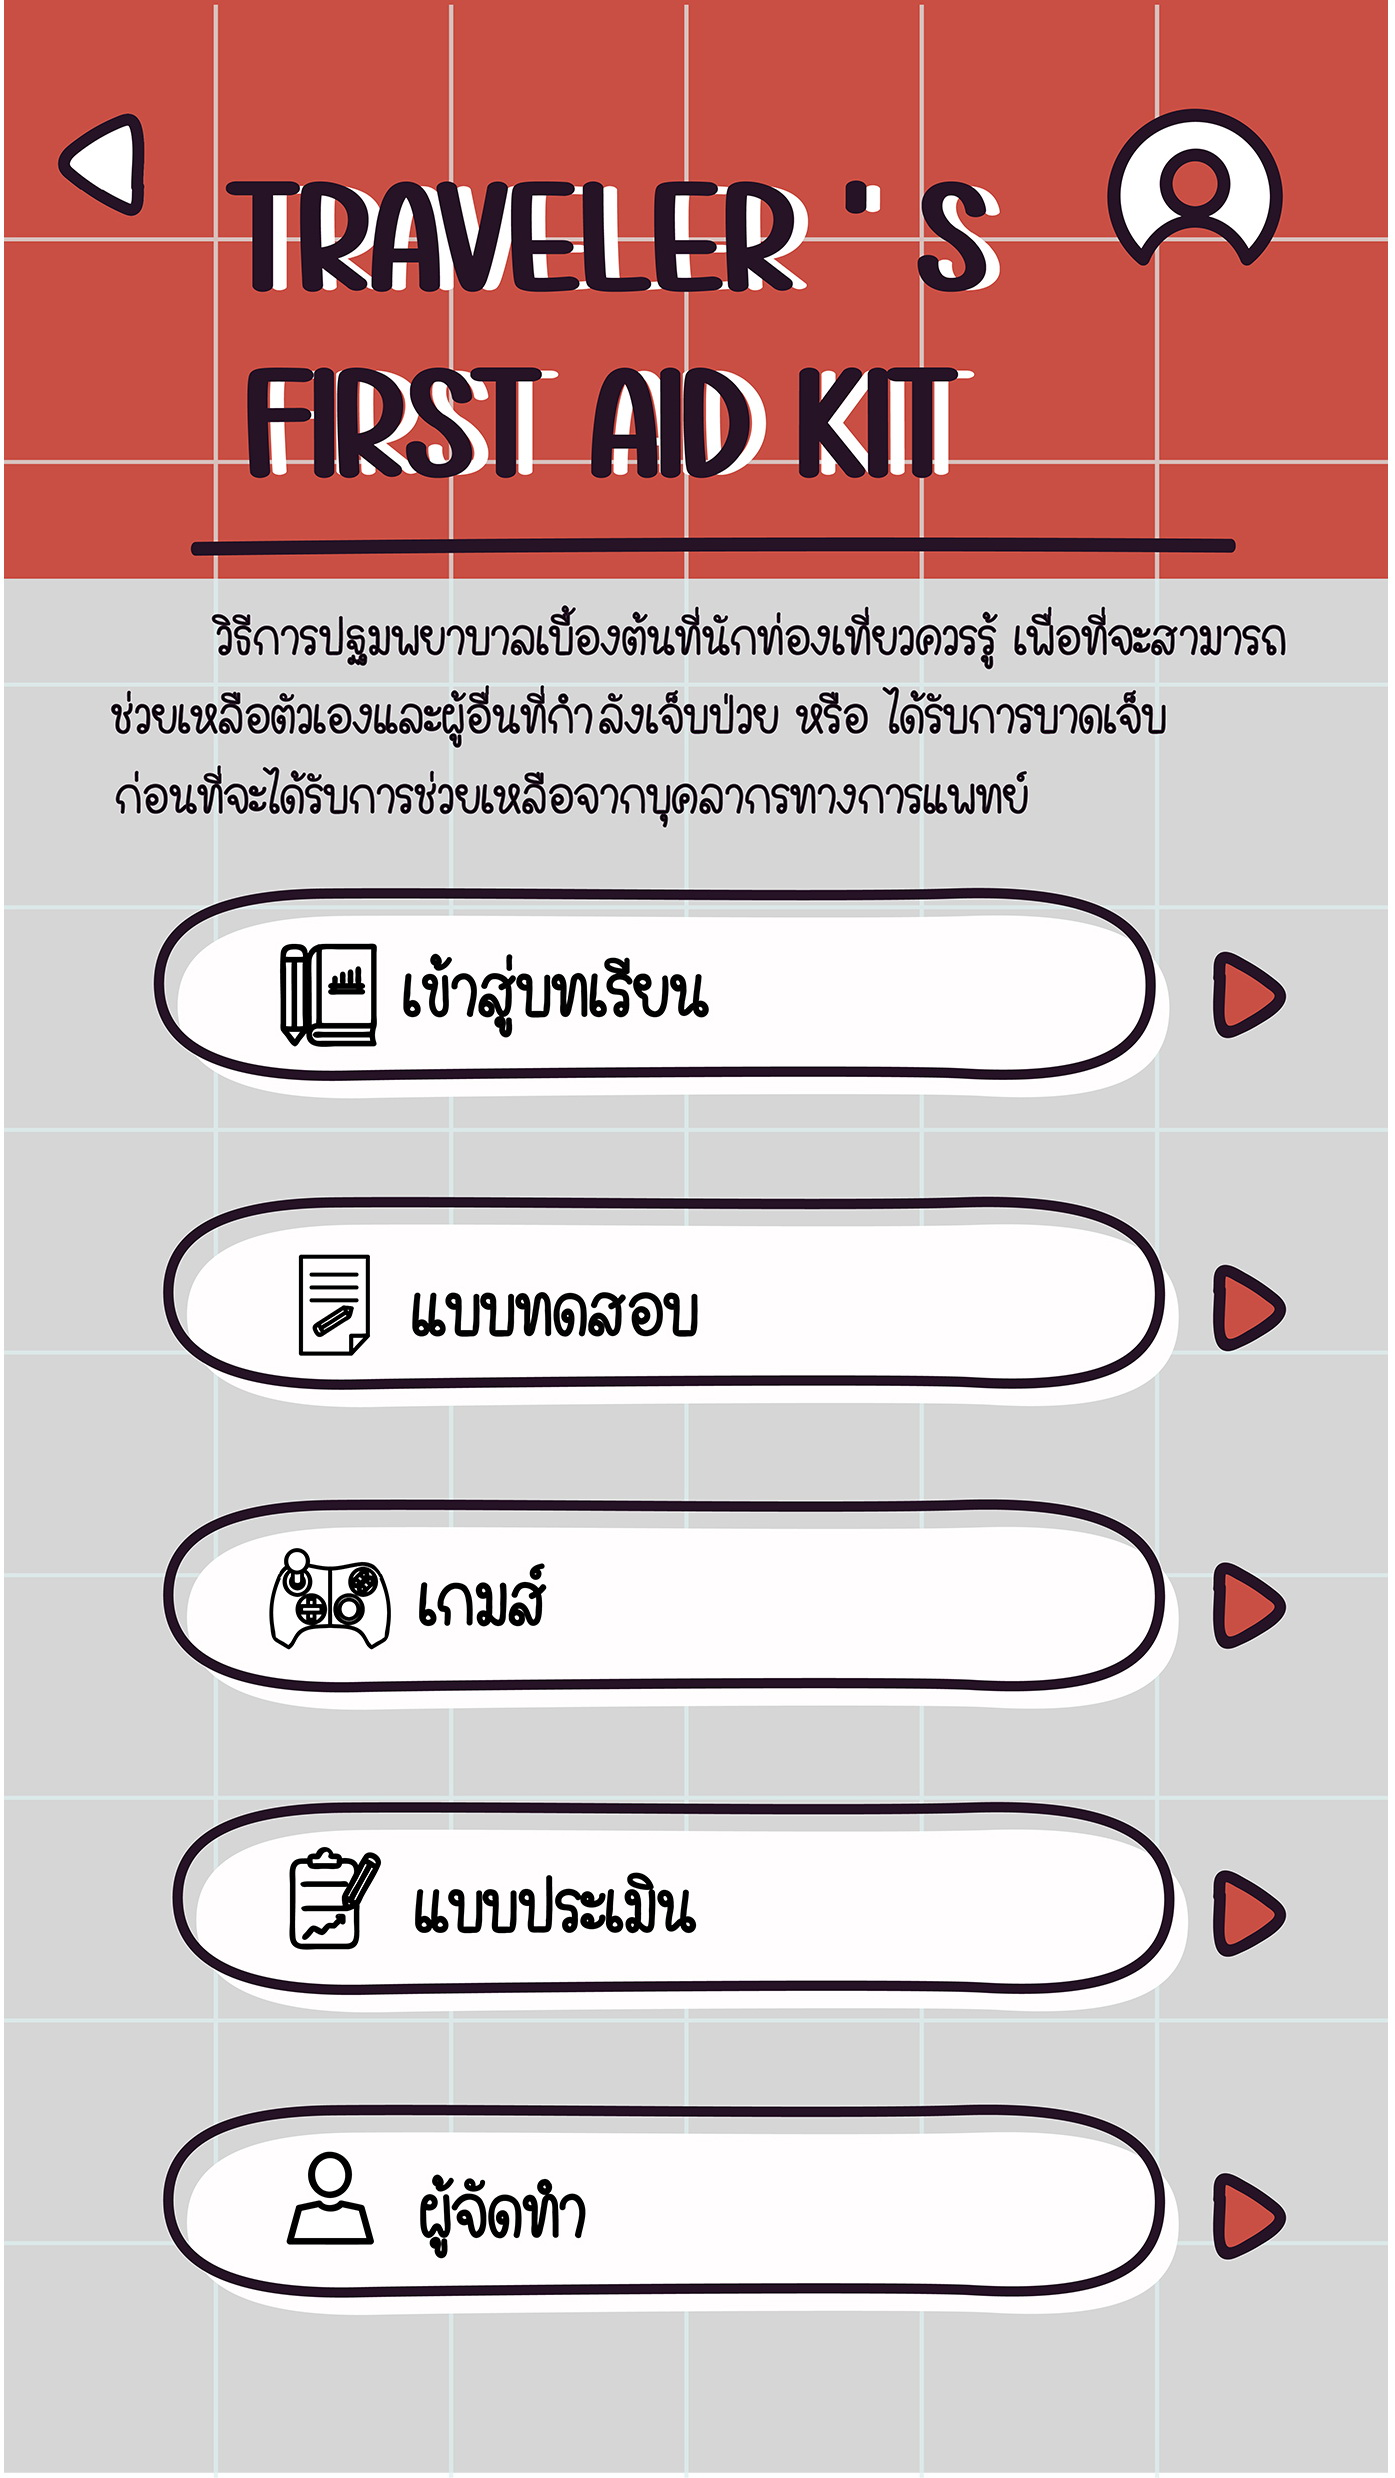 TRAVELER 'S
FIRST AID KIT
วิธีการปฐมพยาบาลเบื้องต้นที่นักท่องเที่ยวควรรู้ เพื่อที่จะสามารถ
ช่วยเหลือตัวเองและผู้อื่นที่กำลังเจ็บป่วย หรือ ได้รับการบาดเจ็บ
ก่อนที่จะได้รับการช่วยเหลือจากบุคลากรทางการแพทย์
เข้าสู่บทเรียน
แบบทดสอบ
เกมส์
แบบประเมิน
ผู้จัดทำ